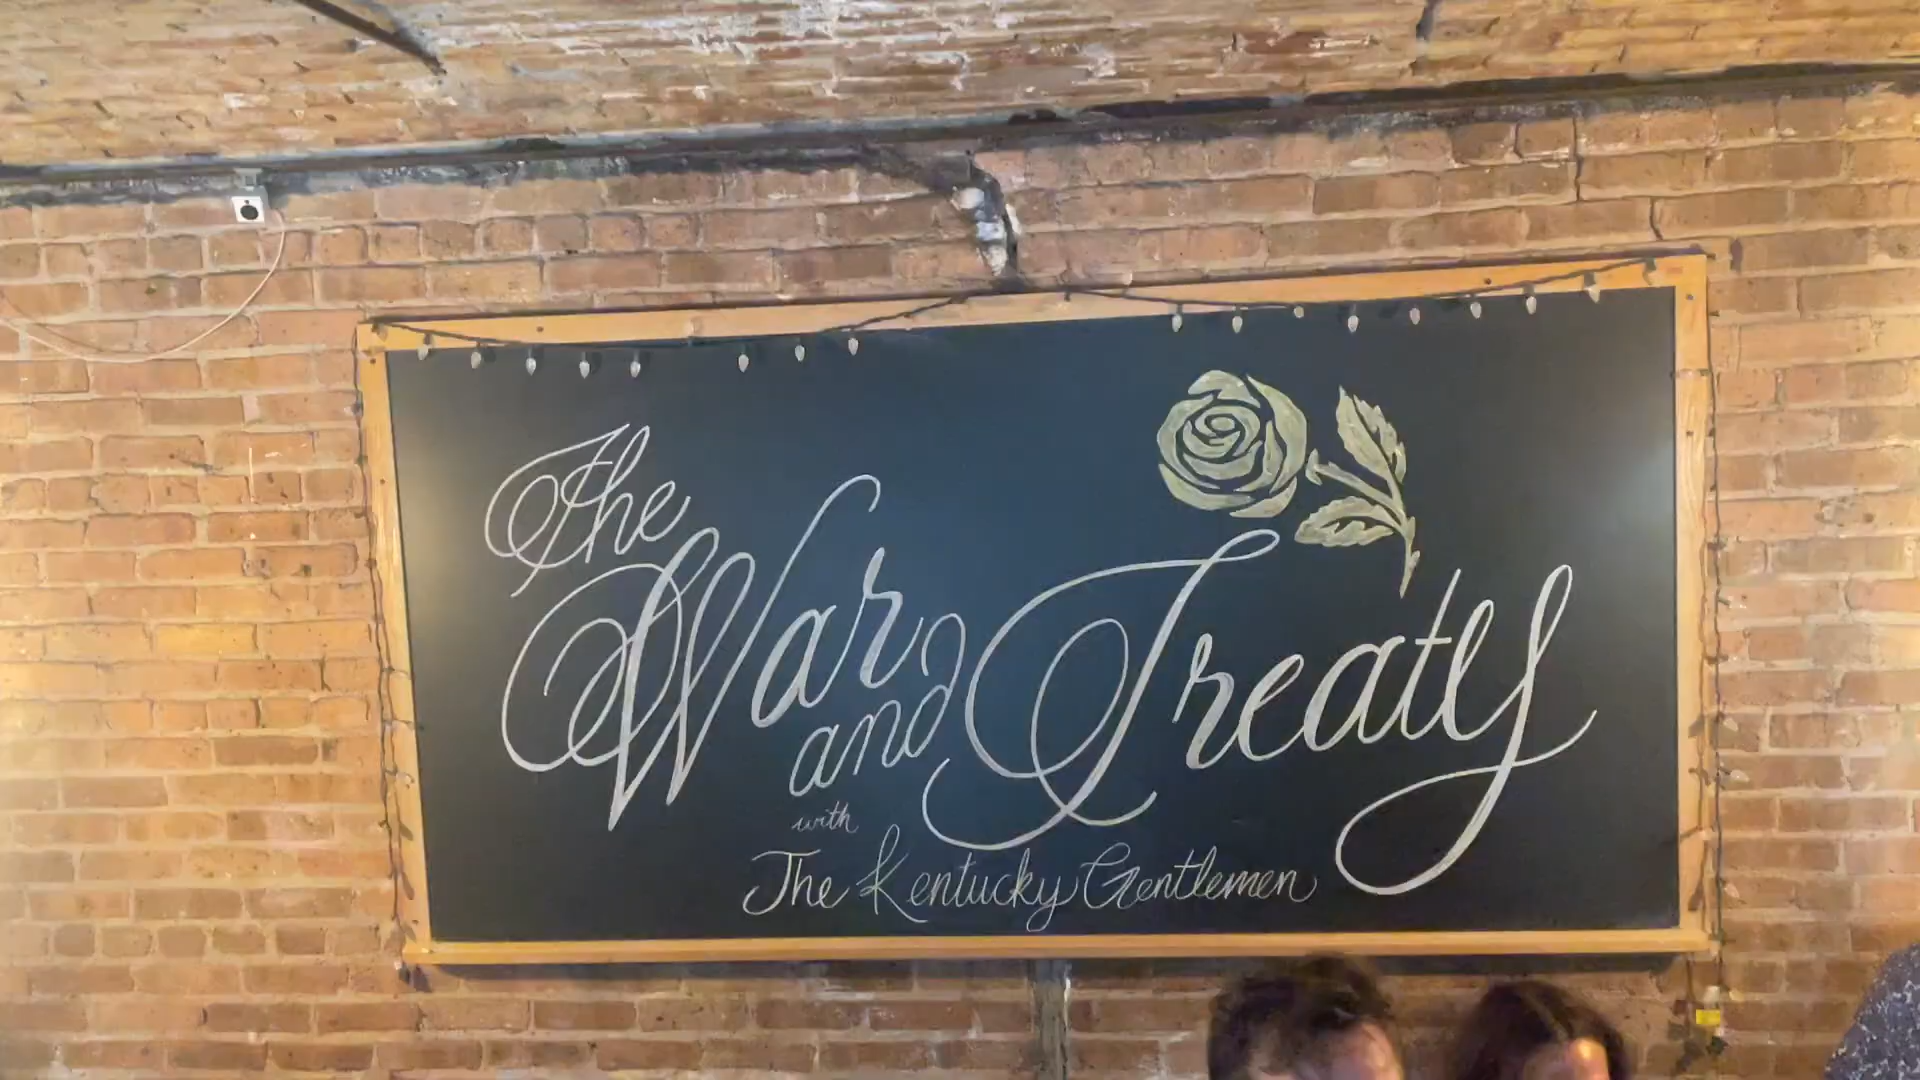 The
War
and Treaty
with
The Kentucky Gentlemen